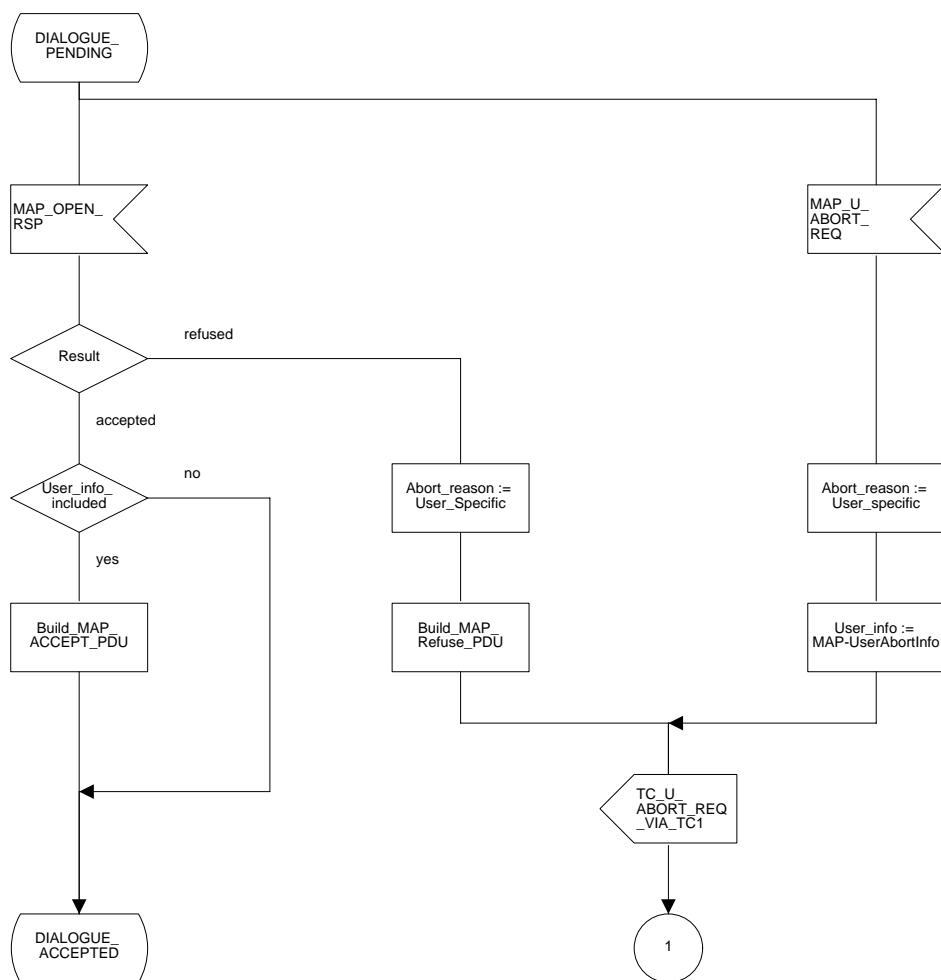 DIALOGUE_
PENDING
MAP_OPEN_
RSP
MAP_U_
ABORT_
REQ
refused
Result
accepted
no
User_info_
included
Abort_reason :=
User_Specific
Abort_reason :=
User_specific
yes
Build_MAP_
ACCEPT_PDU
Build_MAP_
Refuse_PDU
User_info :=
MAP-UserAbortInfo
TC_U_
ABORT_REQ
_VIA_TC1
DIALOGUE_
ACCEPTED
1